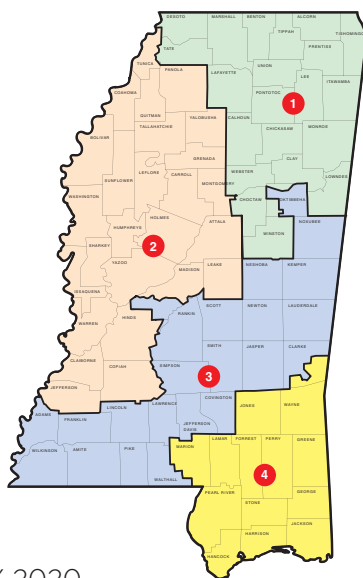 DESOTO MARSHALL BENTON ALCORN
TIPPAH TISHOMINGO
TATE PRENTISS
TUNICA PANOLA LAFAYETTE UNION LEE
ITAWAMBA
COAHOMA PONTOTOC
1
QUITMAN YALOBUSHA CALHOUN
TALLAHATCHIE CHICKASAW MONROE
BOLIVAR
GRENADA CLAY
SUNFLOWER LEFLORE CARROLL WEBSTER
MONTGOMERY LOWNDES
WASHINGTON CHOCTAW OKTIBBEHA
HOLMES ATTALA NOXUBEE
HUMPHREYS WINSTON
SHARKEY 2
YAZOO LEAKE NESHOBA KEMPER
MADISON
ISSAQUENA
SCOTT NEWTON LAUDERDALE
WARREN HINDS RANKIN
SMITH JASPER CLARKE
CLAIBORNE COPIAH SIMPSON
3
JEFFERSON COVINGTON WAYNE
LINCOLN LAWRENCE JONES
ADAMS FRANKLIN JEFFERSON
DAVIS
MARION LAMAR FORREST PERRY GREENE
WILKINSON AMITE PIKE
4
WALTHALL
PEARL RIVER GEORGE
STONE
JACKSON
HARRISON
HANCOCK
2020